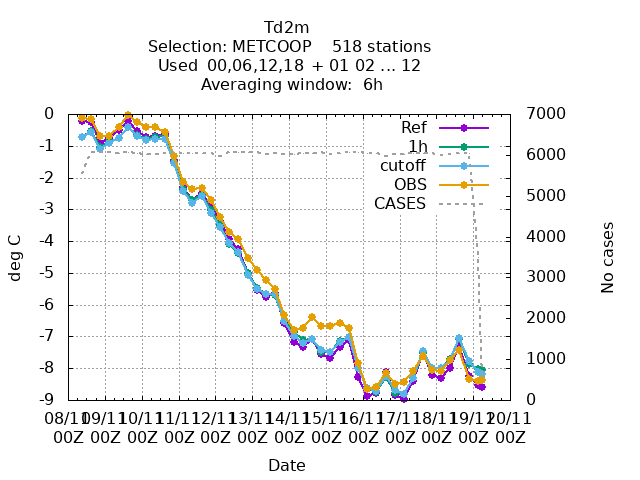 Td2m
Selection: METCOOP 518 stations
Used 00,06,12,18 + 01 02 ... 12
Averaging window: 6h
Ref
1h
cutoff
OBS
CASES
0
-1
-2
-3
-4
-5
-6
-7
-8
-9
deg C
7000
6000
5000
4000
3000
2000
1000
0
No cases
08/11 09/11 10/11 11/11 12/11 13/11 14/11 15/11 16/11 17/11 18/11 19/11 20/11
00Z 00Z 00Z 00Z 00Z 00Z 00Z 00Z 00Z 00Z 00Z 00Z 00Z
Date